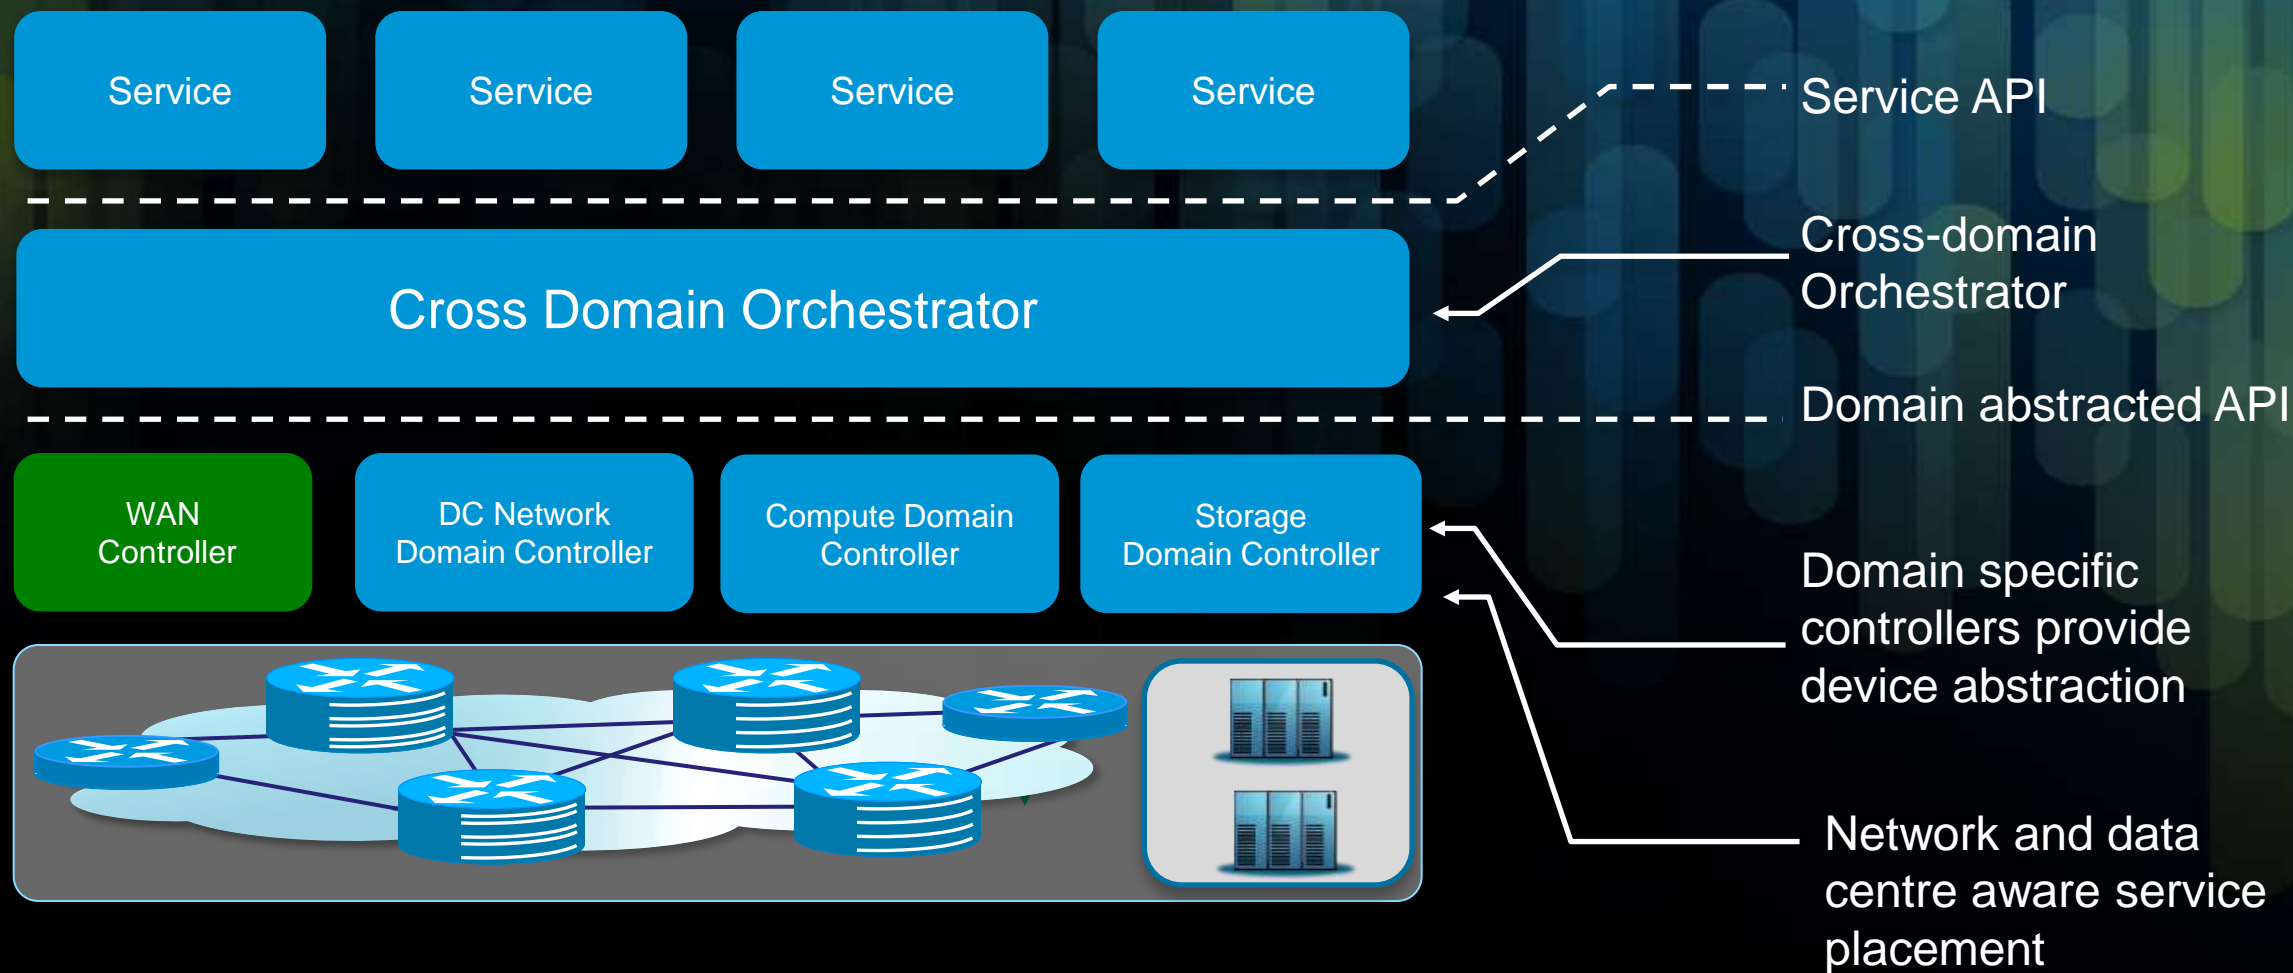 Service
Service
Service
Service
Service API
Cross Domain Orchestrator
Cross-domain
Orchestrator
Domain abstracted API
WAN
Controller
DC Network
Domain Controller
Compute Domain
Controller
Storage
Domain Controller
Domain specific
controllers provide
device abstraction
Network and data
centre aware service
placement